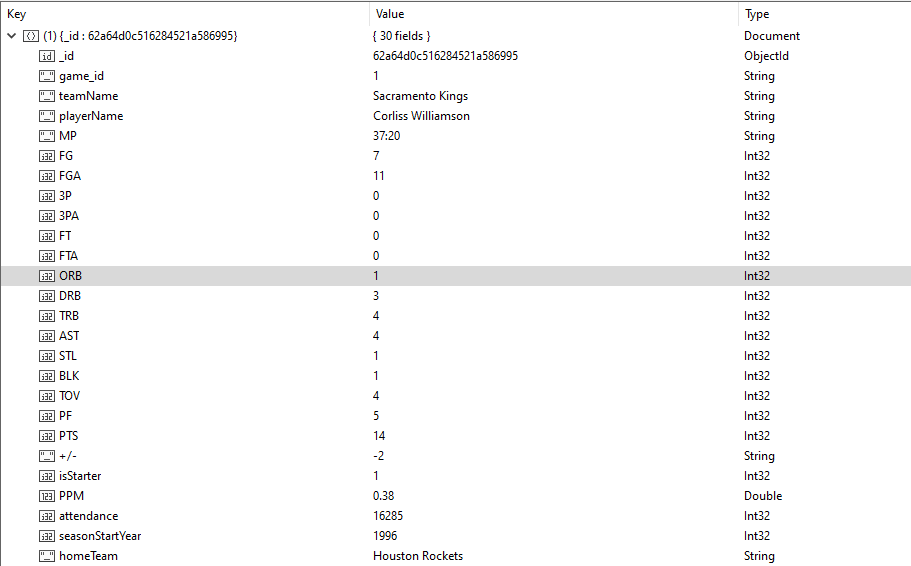 Key Value Type
(1) {_id : 62a64d0c516284521a586995} { 30 fields } Document
_id 62a64d0c516284521a586995 ObjectId
game_id 1 String
teamName Sacramento Kings String
playerName Corliss Williamson String
MP 37:20 String
FG 7 Int32
FGA 11 Int32
3P 0 Int32
3PA 0 Int32
FT 0 Int32
FTA 0 Int32
ORB 1 Int32
DRB 3 Int32
TRB 4 Int32
AST 4 Int32
STL 1 Int32
BLK 1 Int32
TOV 4 Int32
PF 5 Int32
PTS 14 Int32
+/- -2 String
isStarter 1 Int32
PPM 0.38 Double
attendance 16285 Int32
seasonStartYear 1996 Int32
homeTeam Houston Rockets String